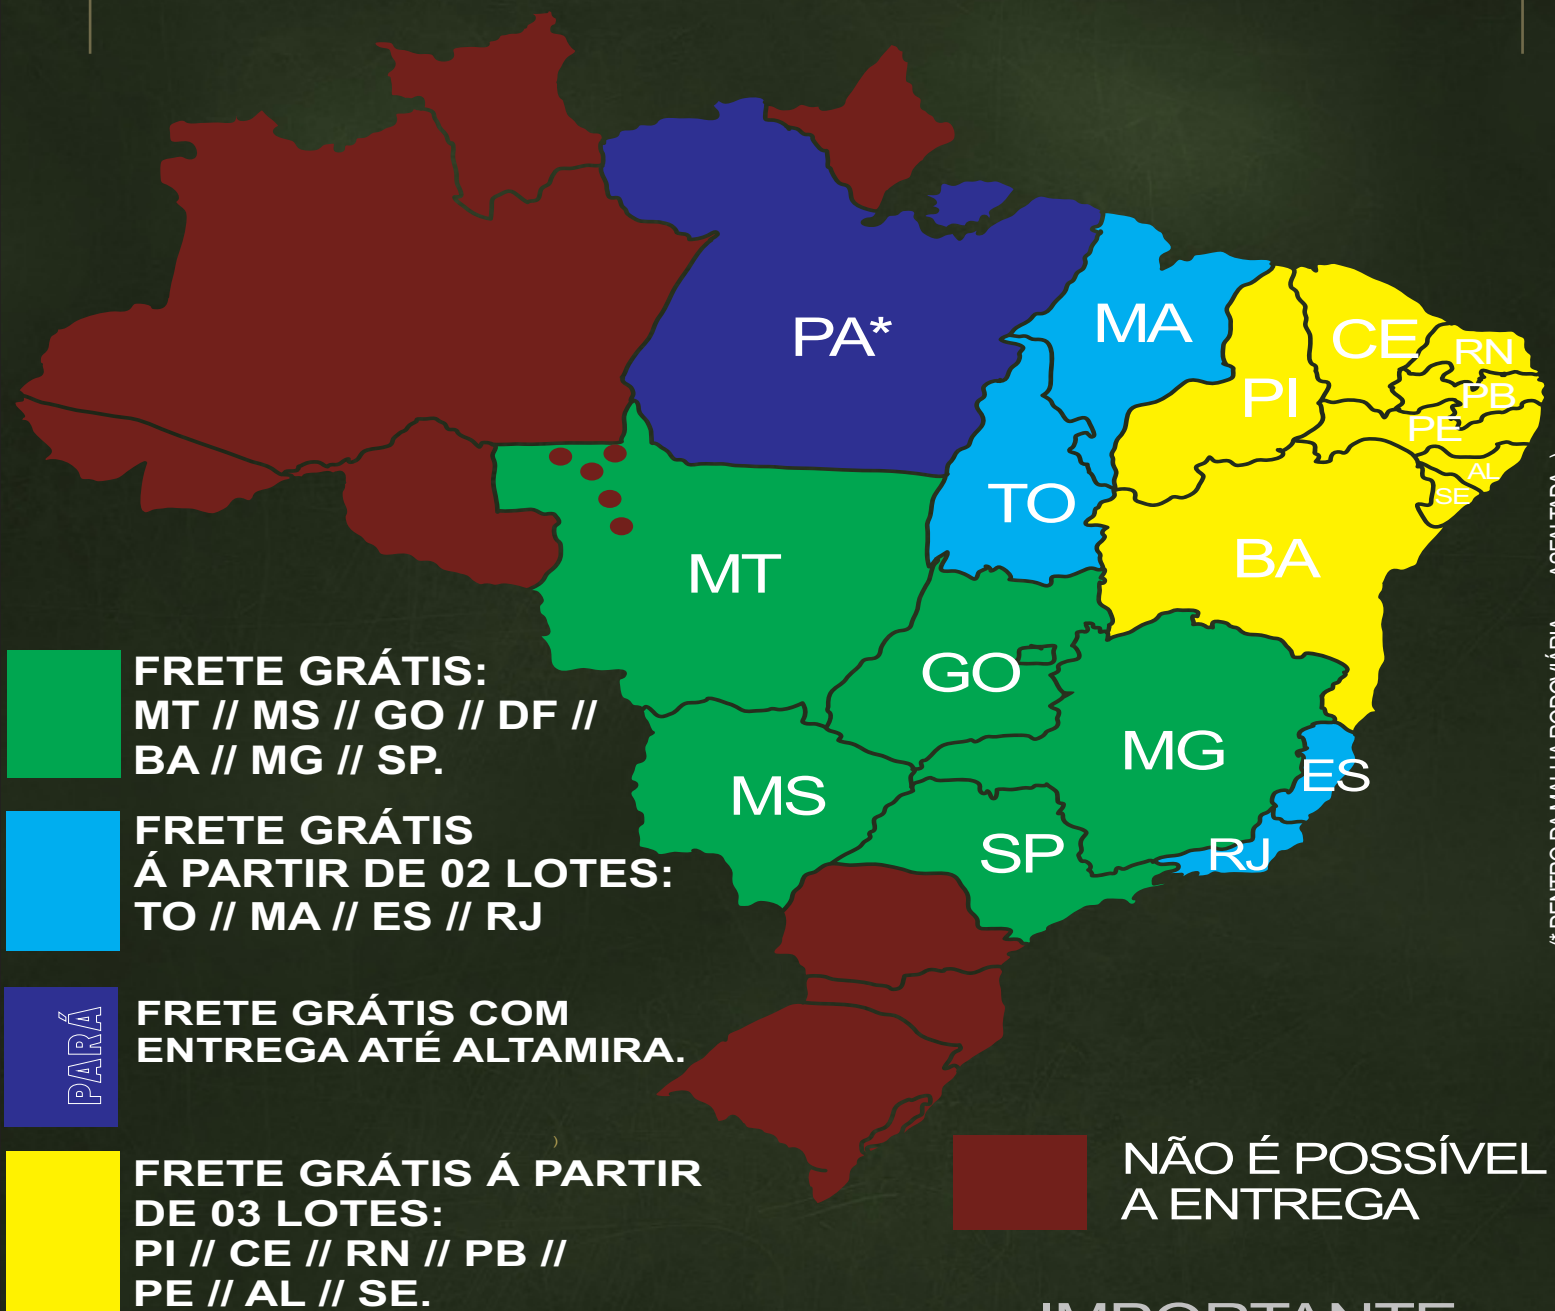 PA*
MA
CE
RN
PI
PB
PE
AL
SE
TO
BA
MT
GO
MG
ES
MS
SP
RJ
FRETE GRÁTIS:
MT // MS // GO // DF //
BA // MG // SP.
FRETE GRÁTIS
Á PARTIR DE 02 LOTES:
TO // MA // ES // RJ
PARÁ
FRETE GRÁTIS COM
ENTREGA ATÉ ALTAMIRA.
FRETE GRÁTIS Á PARTIR
DE 03 LOTES:
PI // CE // RN // PB //
PE // AL // SE.
NÃO É POSSÍVEL
A ENTREGA
IMPORTANTE